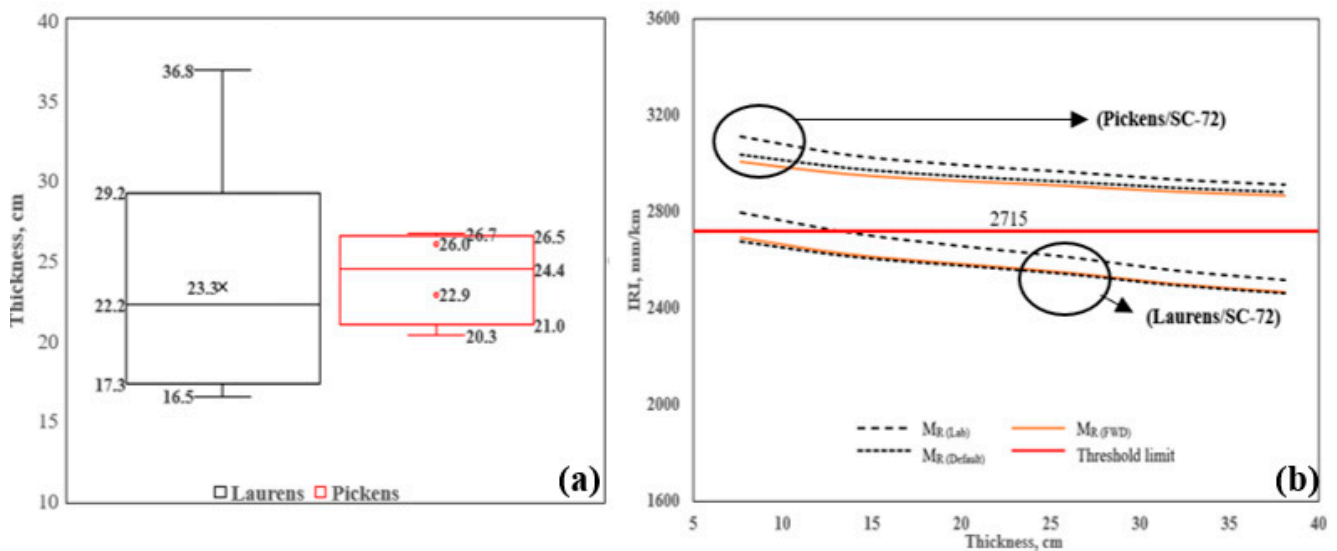 40
35
30
25
20
15
10
Thickness, cm
36.8
29.2
23.3
22.2
17.3
16.5
26.7
26.5
26.0
24.4
22.9
21.0
20.3
Laurens Pickens
(a)
3600
3200
2800
2400
2000
1600
IRI, mm/km
(Pickens/SC-72)
2715
(Laurens/SC-72)
MR (Lab) MR (FWD)
MR (Default) Threshold limit
(b)
5 10 15 20 25 30 35 40
Thickness, cm